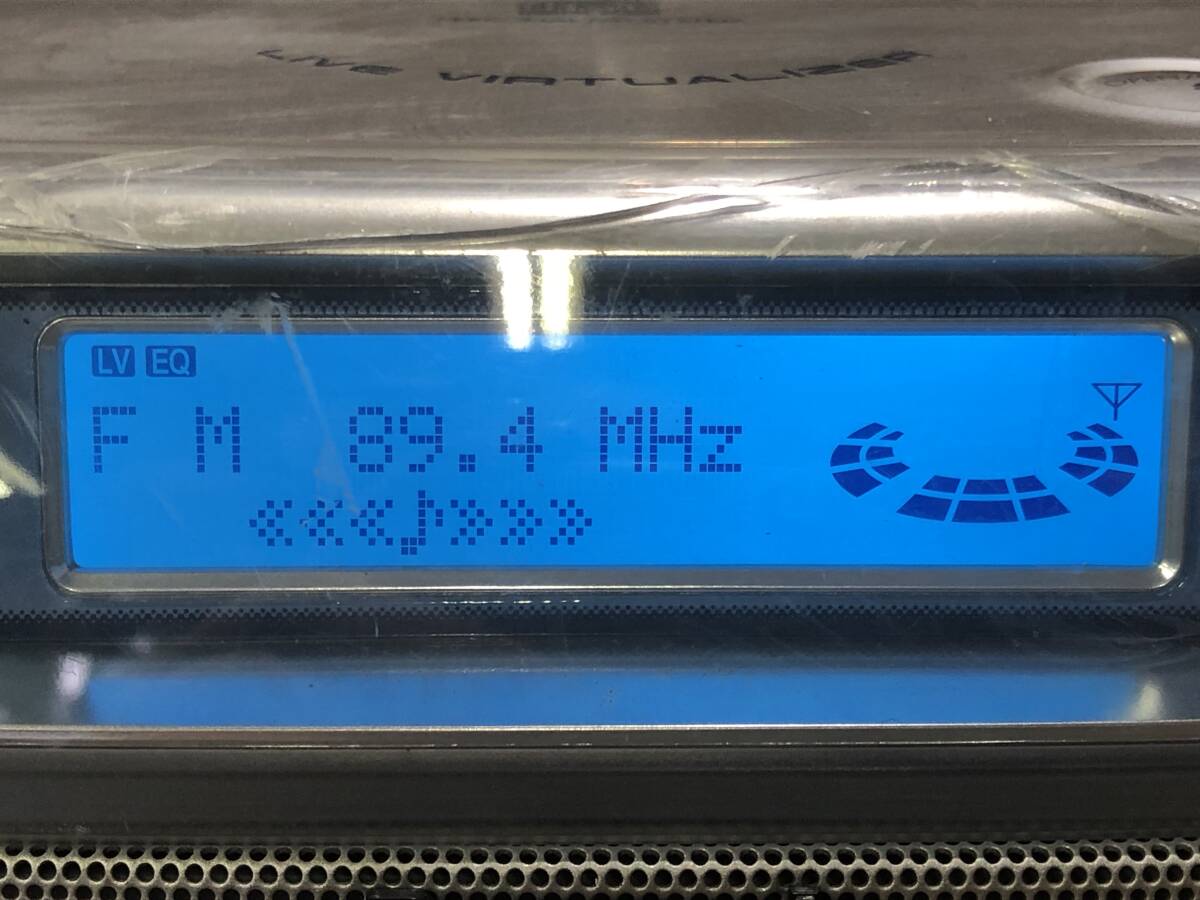 LIVE VIRTUALIZER
LV EQ
FM 89.4 MHz
«««♪»»»